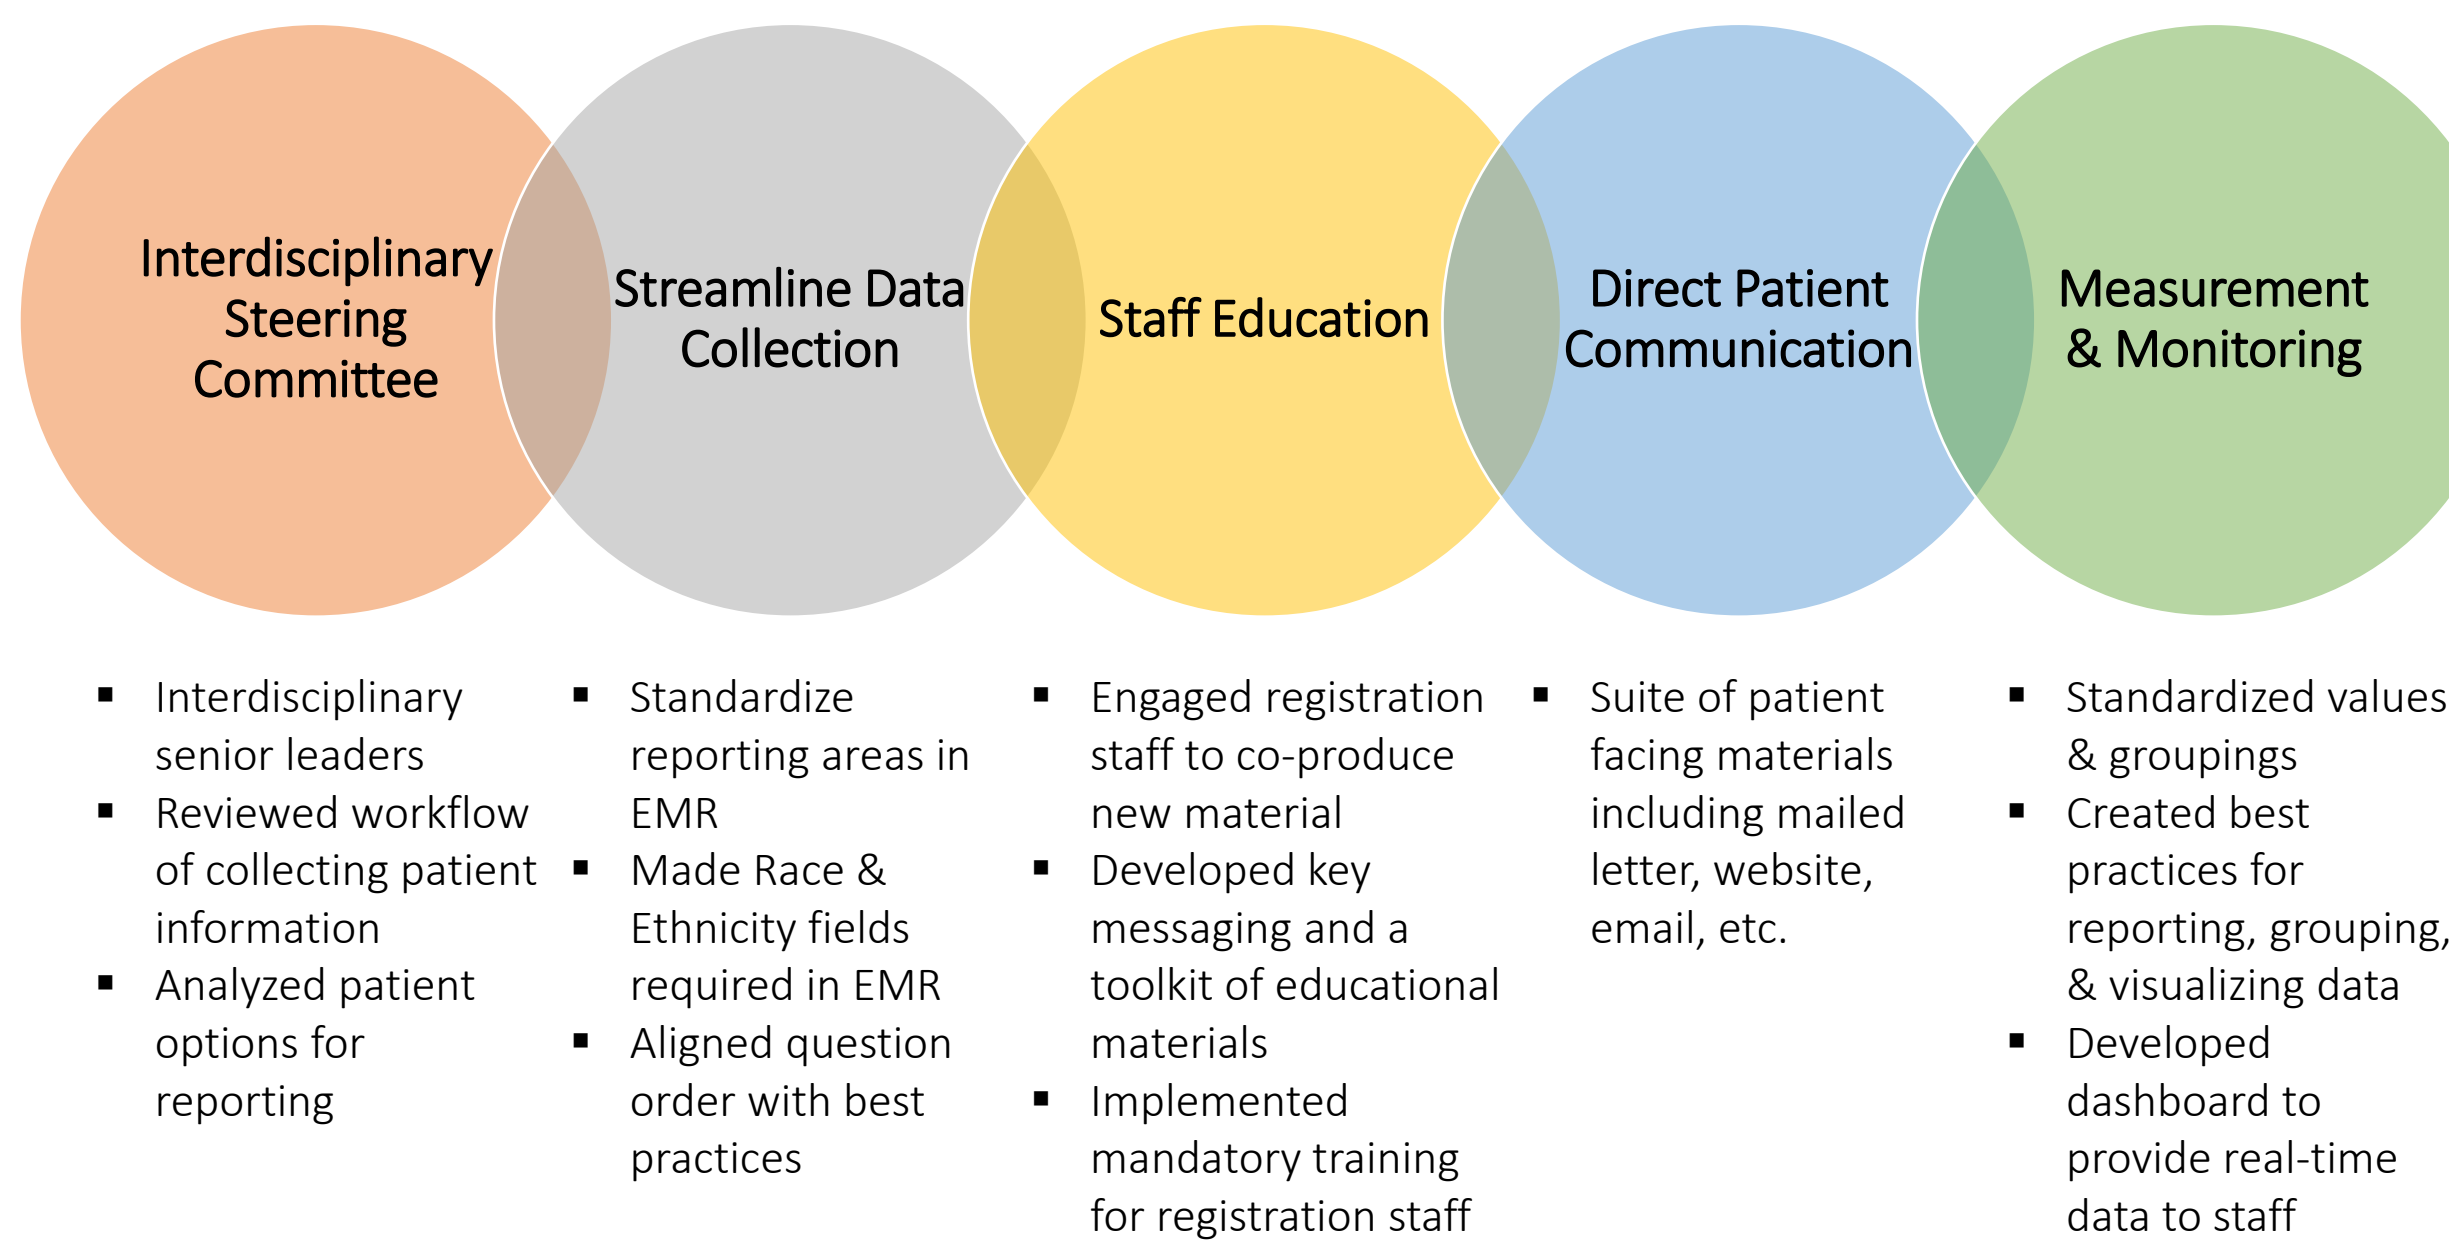 Interdisciplinary
Steering
Committee
Streamline Data
Collection
Staff Education
Direct Patient
Communication
Measurement
& Monitoring
▪ Interdisciplinary
senior leaders
▪ Reviewed workflow
of collecting patient
information
▪ Analyzed patient
options for
reporting
▪ Standardize
reporting areas in
EMR
▪ Made Race &
Ethnicity fields
required in EMR
▪ Aligned question
order with best
practices
▪ Engaged registration
staff to co-produce
new material
▪ Developed key
messaging and a
toolkit of educational
materials
▪ Implemented
mandatory training
for registration staff
▪ Suite of patient
facing materials
including mailed
letter, website,
email, etc.
▪ Standardized values
& groupings
▪ Created best
practices for
reporting, grouping,
& visualizing data
▪ Developed
dashboard to
provide real-time
data to staff